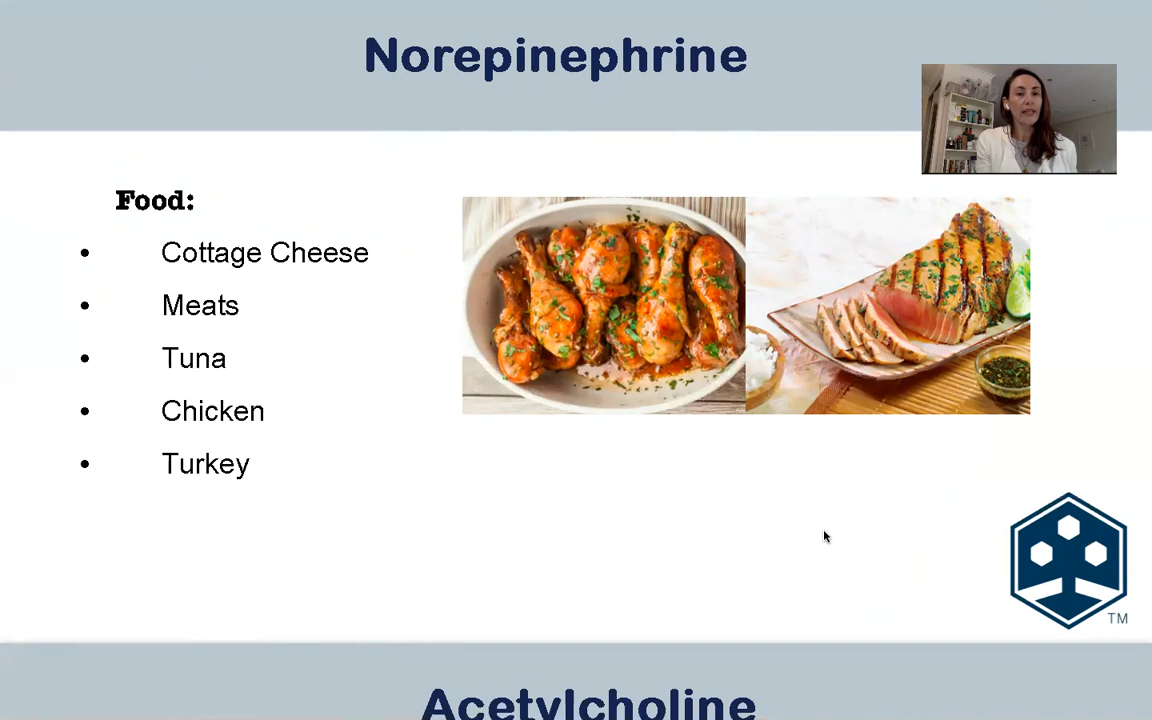 Norepinephrine
Food:
• Cottage Cheese
• Meats
• Tuna
• Chicken
• Turkey
TM
Acetylcholine